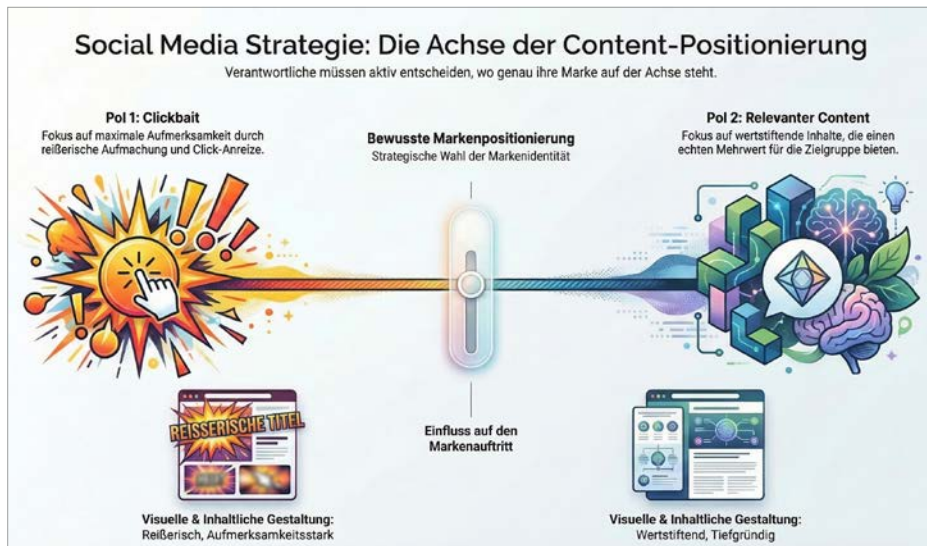 Social Media Strategie: Die Achse der Content-Positionierung
Verantwortliche müssen aktiv entscheiden, wo genau ihre Marke auf der Achse steht.
Pol 1: Clickbait
Fokus auf maximale Aufmerksamkeit durch
reißerische Aufmachung und Click-Anreize.
Bewusste Markenpositionierung
Strategische Wahl der Markenidentität
Pol 2: Relevanter Content
Fokus auf wertstiftende Inhalte, die einen
echten Mehrwert für die Zielgruppe bieten.
REISSERISCHE TITEL
Einfluss auf den
Markenauftritt
Visuelle & Inhaltliche Gestaltung:
Reißerisch, Aufmerksamkeitsstark
Visuelle & Inhaltliche Gestaltung:
Wertstiftend, Tiefgründig